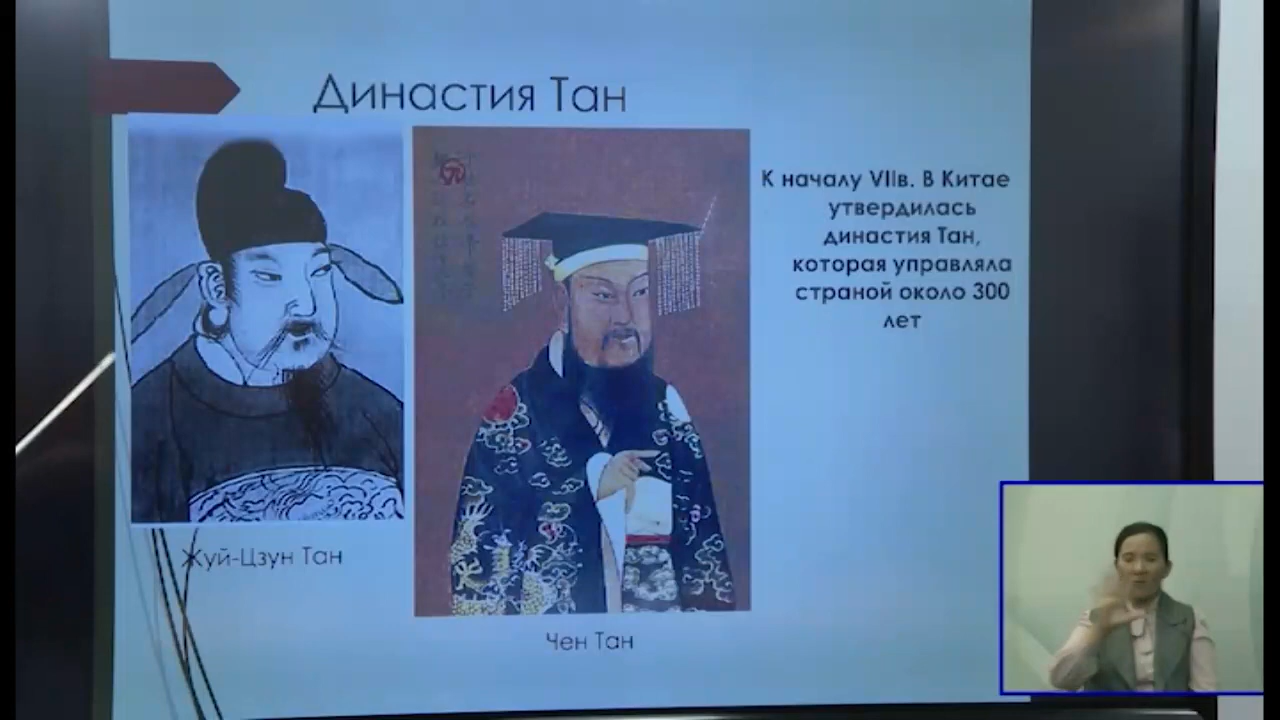 Династия Тан
К началу VIIв. В Китае
утвердилась
династия Тан,
которая управляла
страной около 300
лет
Жуй-Цзун Тан
Чен Тан